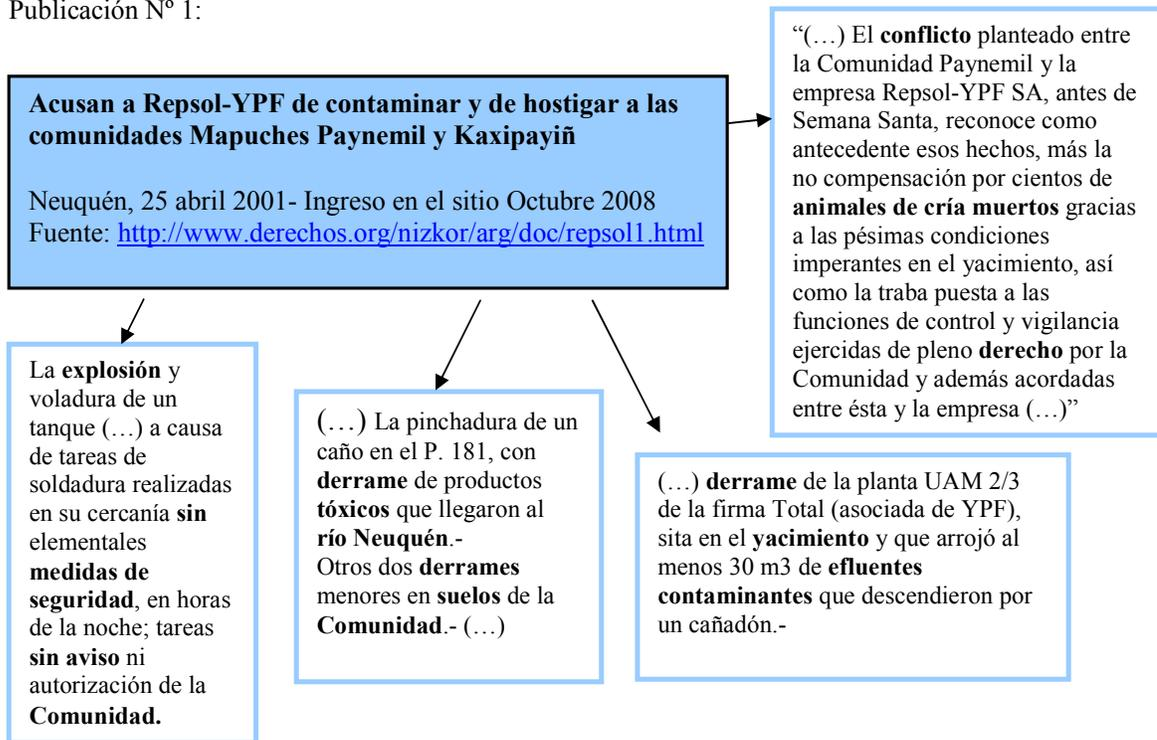 Publicación Nº 1:
Acusan a Repsol-YPF de contaminar y de hostigar a las
comunidades Mapuches Paynemil y Kaxipayiñ
Neuquén, 25 abril 2001- Ingreso en el sitio Octubre 2008
Fuente: http://www.derechos.org/nizkor/arg/doc/repsol1.html
“(…) El conflicto planteado entre
la Comunidad Paynemil y la
empresa Repsol-YPF SA, antes de
Semana Santa, reconoce como
antecedente esos hechos, más la
no compensación por cientos de
animales de cría muertos gracias
a las pésimas condiciones
imperantes en el yacimiento, así
como la traba puesta a las
funciones de control y vigilancia
ejercidas de pleno derecho por la
Comunidad y además acordadas
entre ésta y la empresa (…)”
La explosión y
voladura de un
tanque (…) a causa
de tareas de
soldadura realizadas
en su cercanía sin
elementales
medidas de
seguridad, en horas
de la noche; tareas
sin aviso ni
autorización de la
Comunidad.
(…) La pinchadura de un
caño en el P. 181, con
derrame de productos
tóxicos que llegaron al
río Neuquén.-
Otros dos derrames
menores en suelos de la
Comunidad.- (…)
(…) derrame de la planta UAM 2/3
de la firma Total (asociada de YPF),
sita en el yacimiento y que arrojó al
menos 30 m3 de efluentes
contaminantes que descendieron por
un cañadón.-